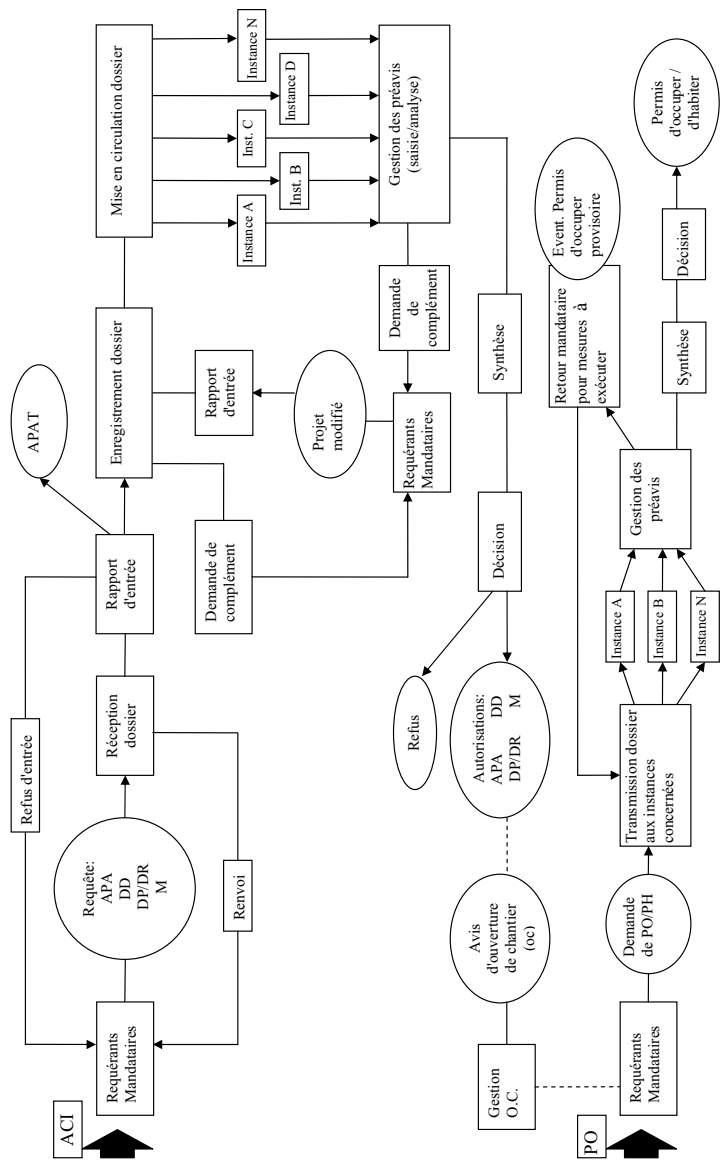 ACI
Requérants
Mandataires
Refus d'entrée
Requête:
APA
DD
DP/DR
M
Renvoi
Réception
dossier
Rapport
d'entrée
APAT
Enregistrement dossier
Demande de
complément
Rapport
d'entrée
Projet
modifié
Requérants
Mandataires
Demande
de
complément
Mise en circulation dossier
Instance A
Inst. B
Inst. C
Instance D
Instance N
Gestion des préavis
(saisie/analyse)
Synthèse
Décision
Refus
Autorisations:
APA DD
DP/DR M
Avis
d'ouverture
de chantier
(oc)
Gestion
O.C.
PO
Requérants
Mandataires
Demande
de PO/PH
Transmission dossier
aux instances
concernées
Instance A
Instance B
Instance N
Gestion des
préavis
Retour mandataire
pour mesures à
exécuter
Event. Permis
d'occuper
provisoire
Synthèse
Décision
Permis
d'occuper /
d'habiter